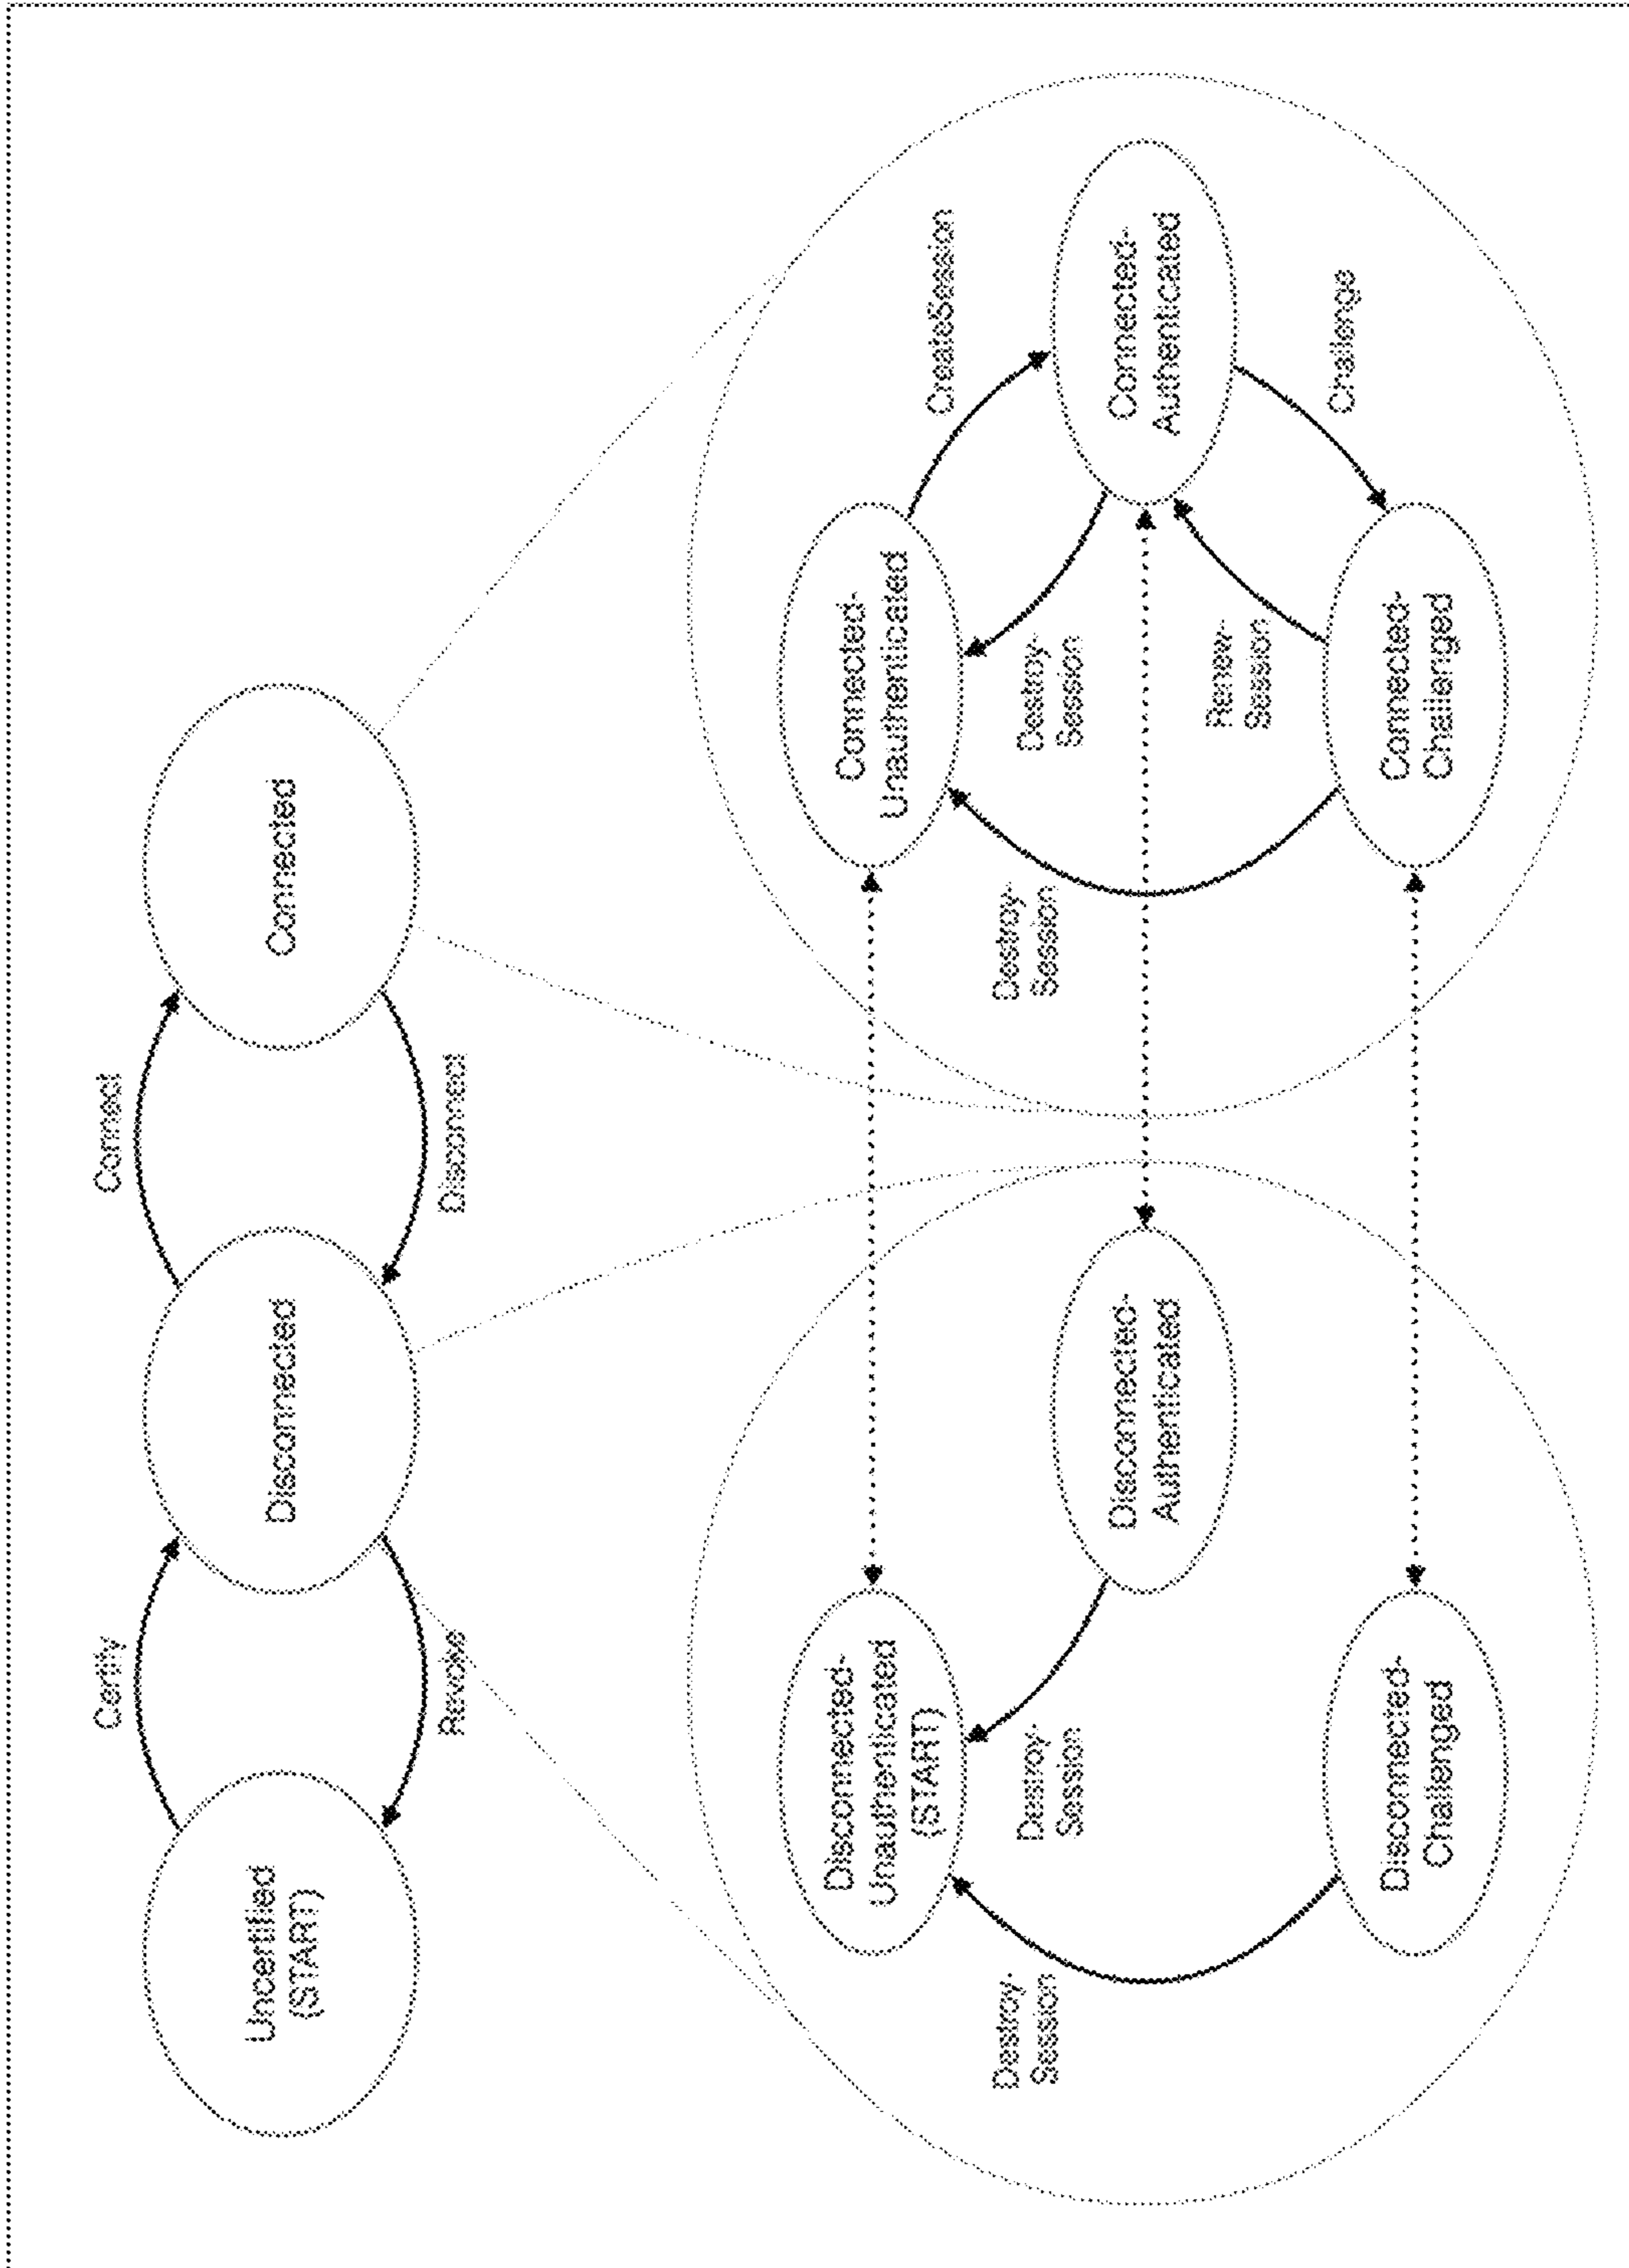 Certify
Connect
Uncertified
(START)
Disconnected
Connected
Revoke
Disconnect
Disconnected-
Unauthenticated
(START)
Destroy-
Session
Destroy-
Session
Disconnected-
Authenticated
Disconnected-
Challenged
Connected-
Unauthenticated
CreateSession
Destroy-
Session
Destroy-
Session
Connected-
Authenticated
Renew-
Session
Challenge
Connected-
Challenged